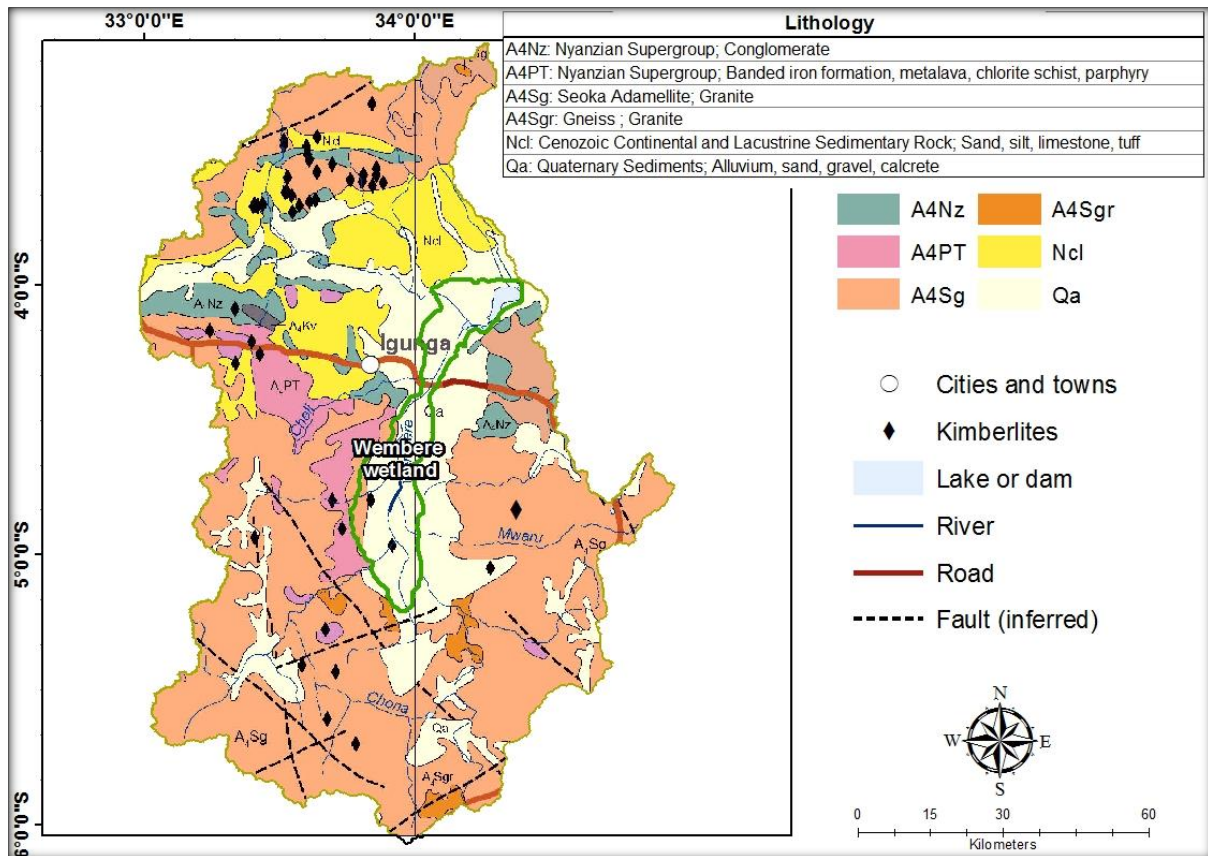 33°0'0"E
34°0'0"E
Lithology
A4Nz: Nyanzian Supergroup; Conglomerate
A4PT: Nyanzian Supergroup; Banded iron formation, metalava, chlorite schist, parphyry
A4Sg: Seoka Adamellite; Granite
A4Sgr: Gneiss ; Granite
Ncl: Cenozoic Continental and Lacustrine Sedimentary Rock; Sand, silt, limestone, tuff
Qa: Quaternary Sediments; Alluvium, sand, gravel, calcrete
A4Nz
A4Sgr
A4PT
Ncl
A4Sg
Qa
Ncl
Ncl
4°0'0"S
A4Nz
A4Kv
Igunga
A4PT
Choli
Qa
A4Nz
Wembere
wetland
Mwaru
A4Sg
5°0'0"S
Chona
Qa
A4Sg
A4Sgr
Cities and towns
Kimberlites
Lake or dam
River
Road
Fault (inferred)
N
W
E
S
0
15
30
60
Kilometers